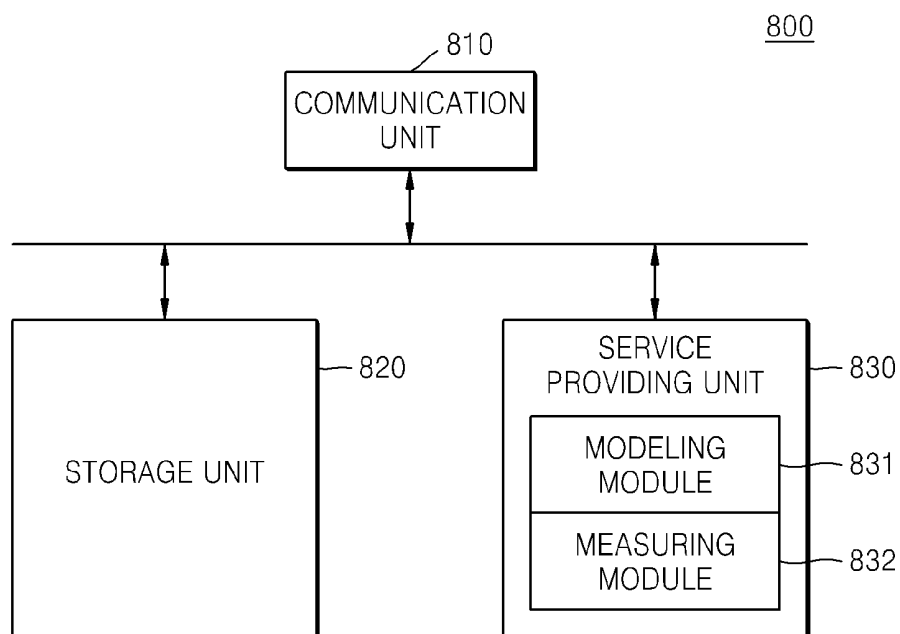 800
810
COMMUNICATION
UNIT
820
STORAGE UNIT
SERVICE
PROVIDING UNIT
830
MODELING
MODULE
831
MEASURING
MODULE
832